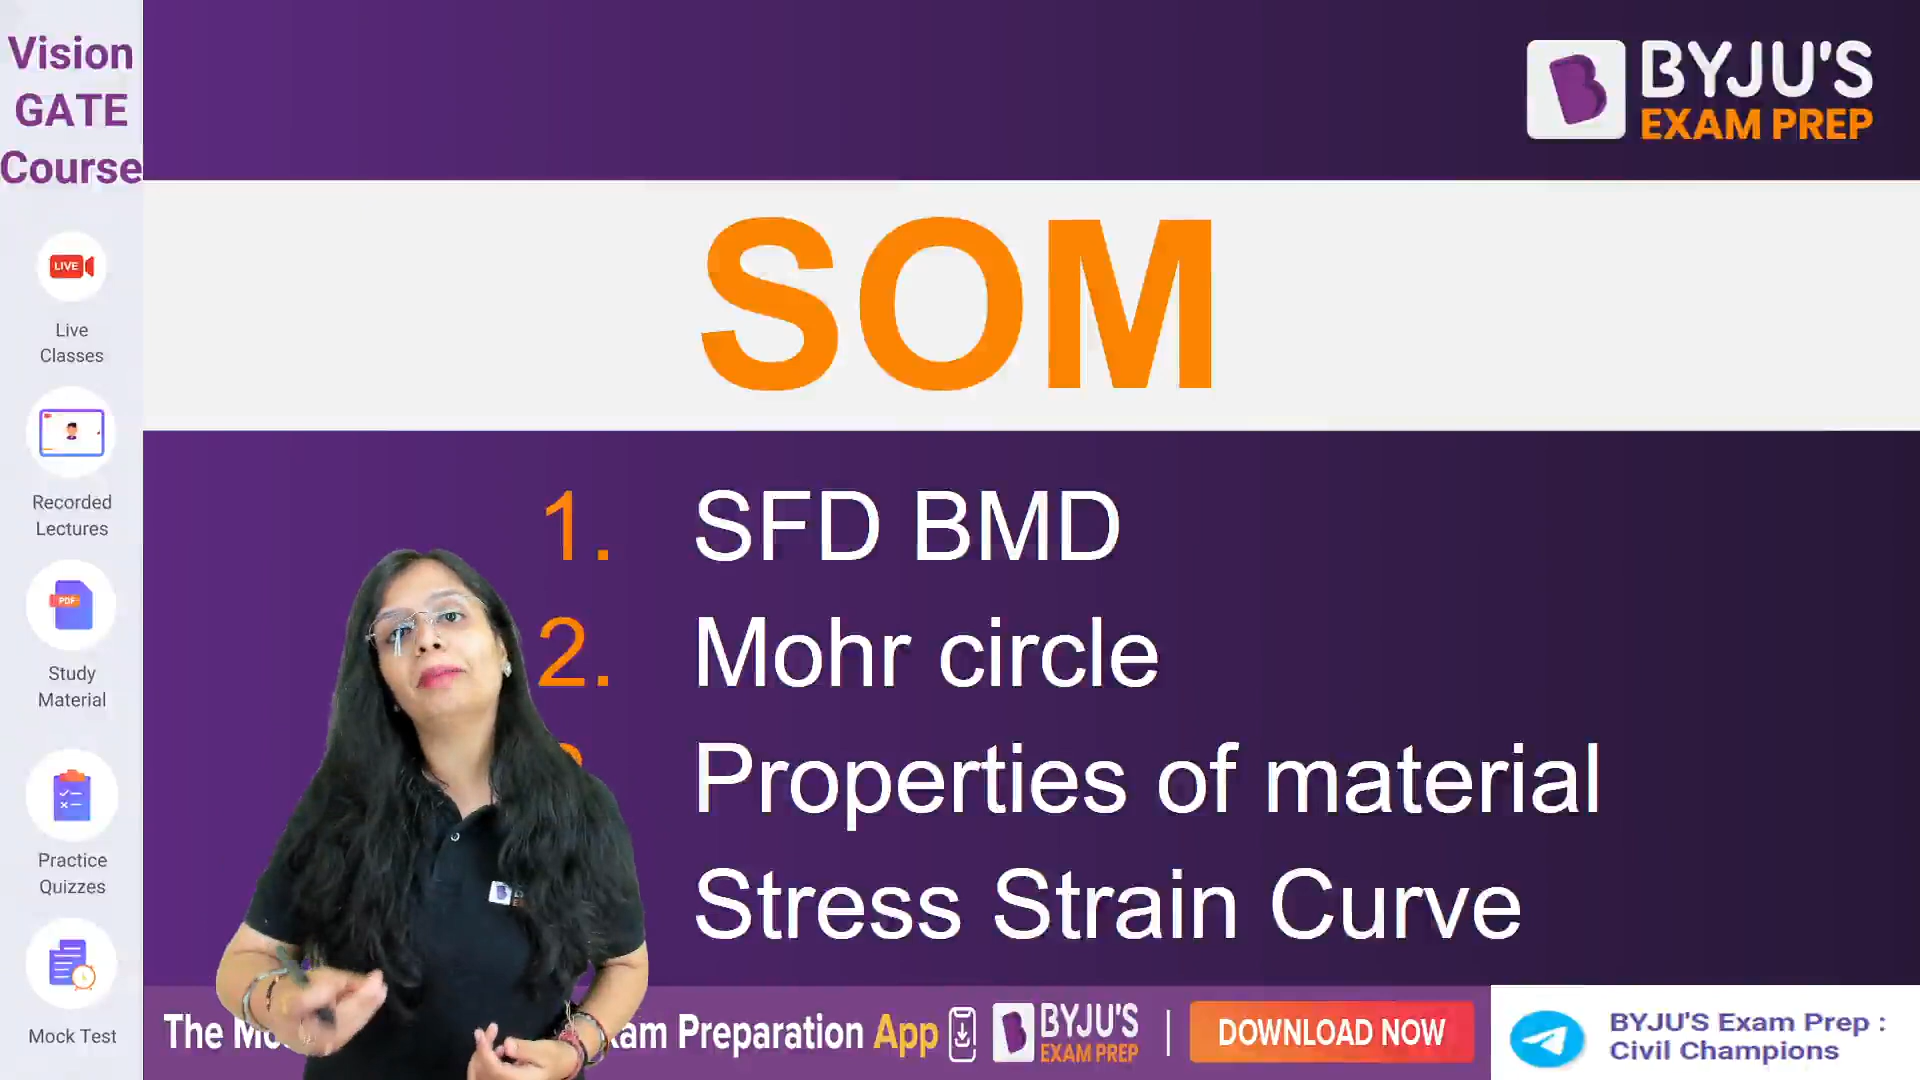 Vision
GATE
Course
LIVE
Live
Classes
Recorded
Lectures
PDF
Study
Material
Practice
Quizzes
Mock Test
BYJU'S
EXAM PREP
SOM
1. SFD BMD
2. Mohr circle
Properties of material
Stress Strain Curve
The Preparation App
BYJU'S
EXAM PREP
DOWNLOAD NOW
BYJU'S Exam Prep :
Civil Champions